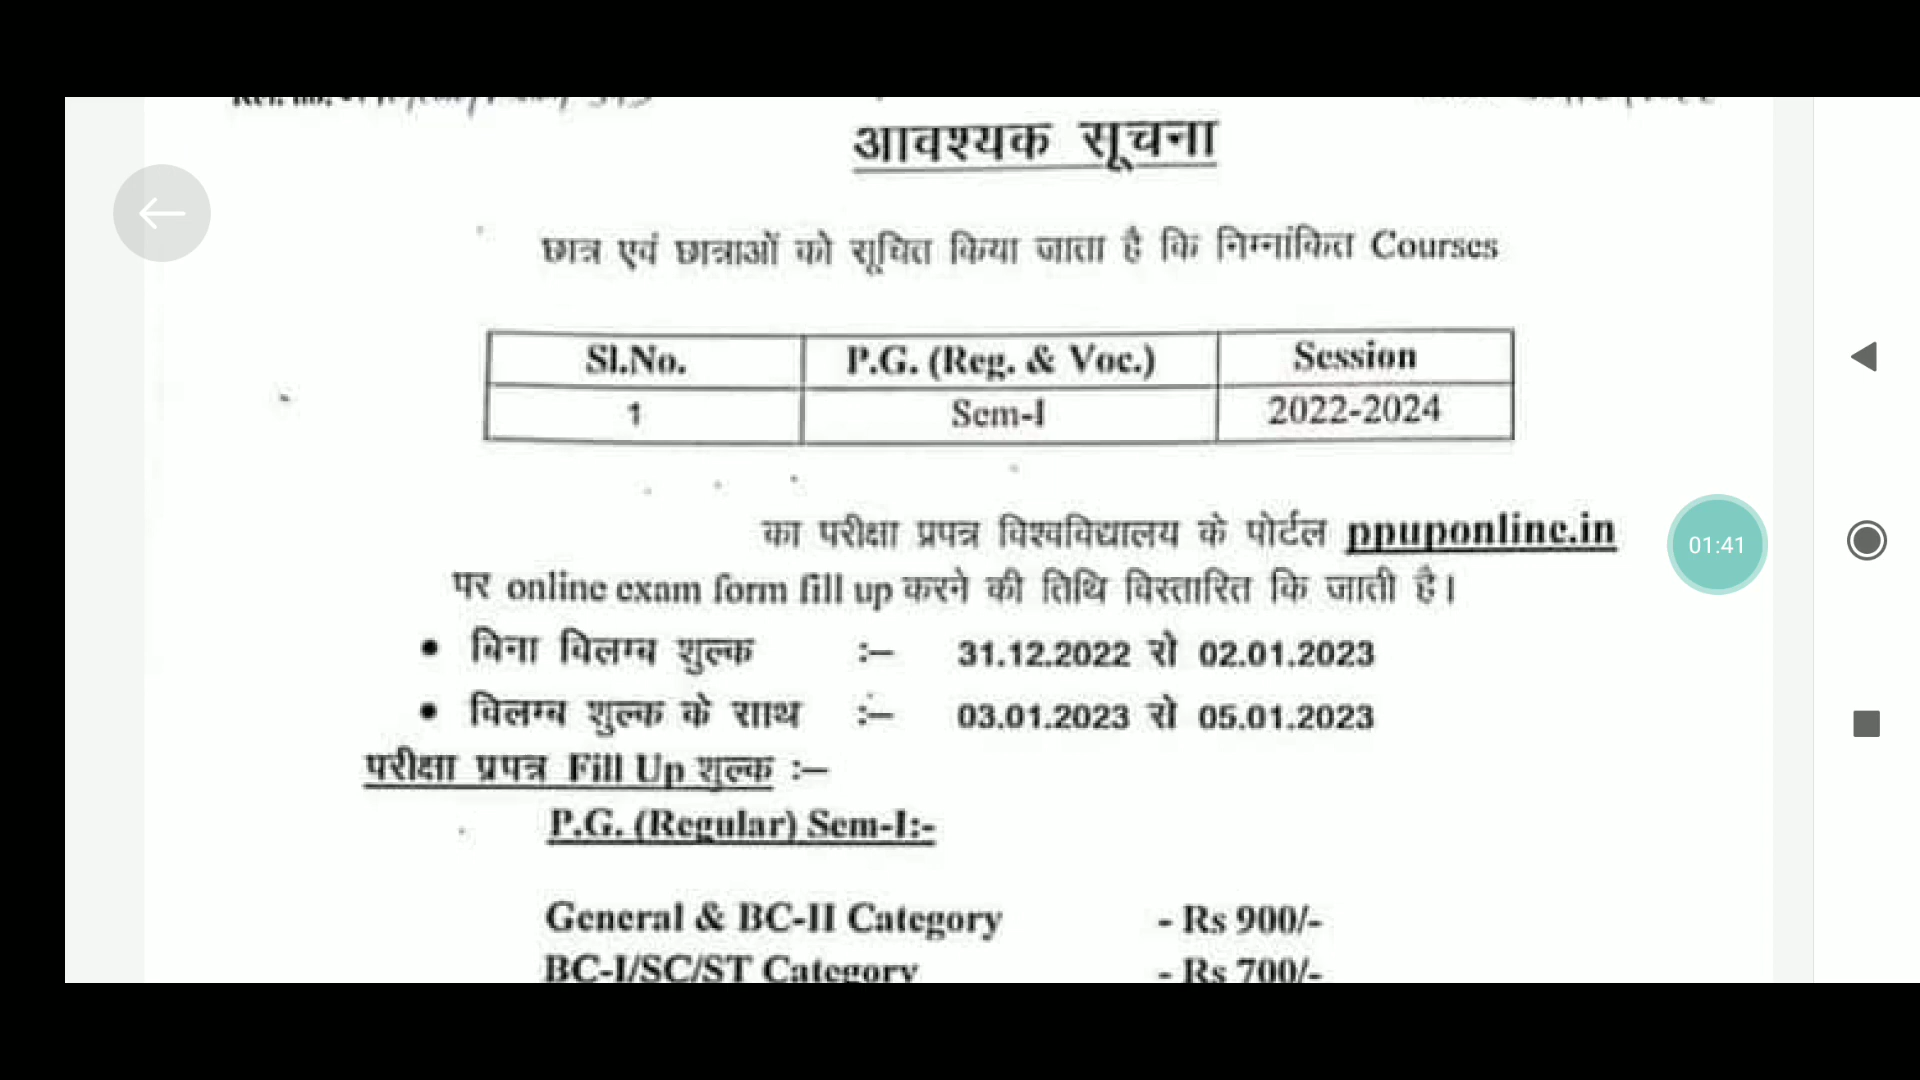 आवश्यक सूचना
छात्र एवं छात्राओं को सूचित किया जाता है कि निम्नांकित Courses
Sl.No. P.G. (Reg. & Voc.) Session
1 Sem-I 2022-2024
का परीक्षा प्रपत्र विश्वविद्यालय के पोर्टल ppuponline.in
पर online exam form fill up करने की तिथि विस्तारित कि जाती है।
• बिना विलम्ब शुल्क :– 31.12.2022 से 02.01.2023
• विलम्ब शुल्क के साथ :– 03.01.2023 से 05.01.2023
परीक्षा प्रपत्र Fill Up शुल्क :–
P.G. (Regular) Sem-I:-
General & BC-II Category - Rs 900/-
BC-I/SC/ST Category - Rs 700/-
01:41